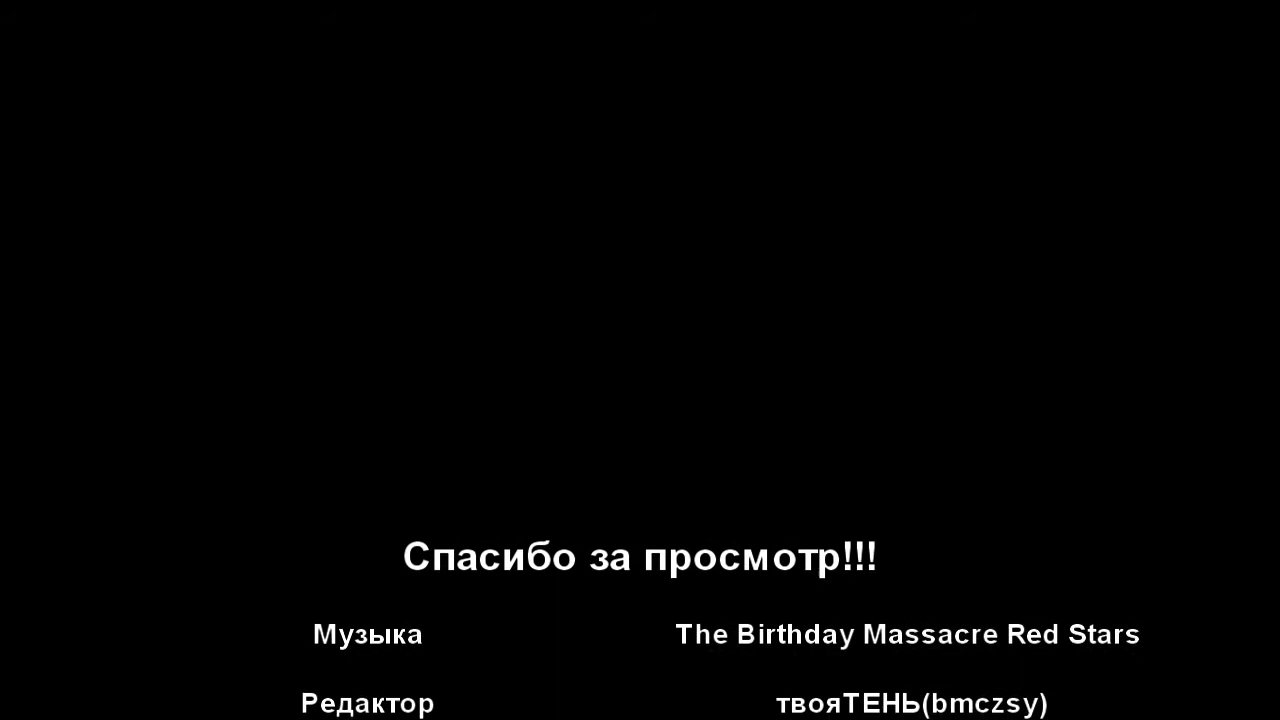 Спасибо за просмотр!!!
Музыка The Birthday Massacre Red Stars
Редактор твояТЕНЬ(bmczsy)